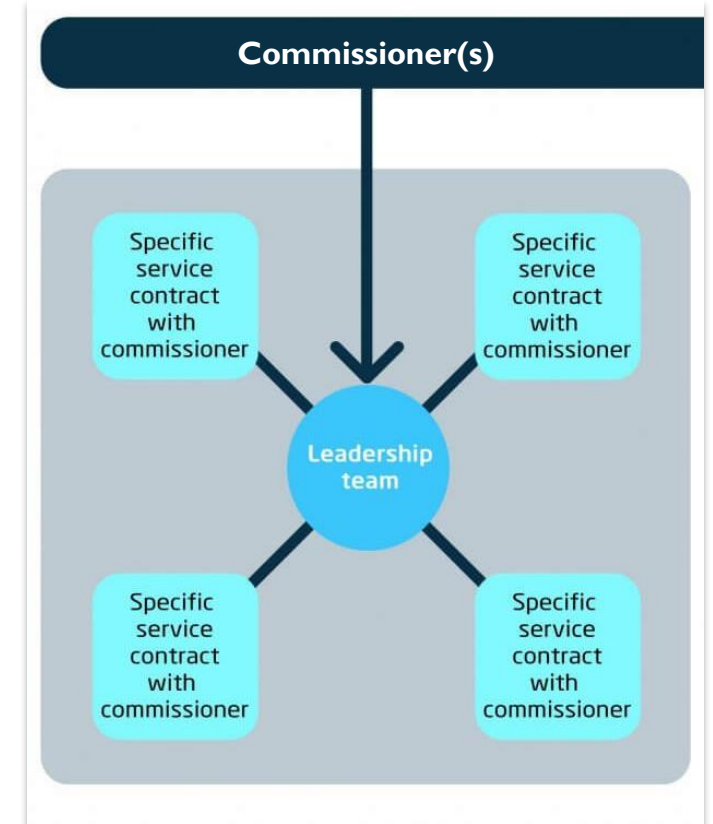 Commissioner(s)
Specific
service
contract
with
commissioner
Specific
service
contract
with
commissioner
Leadership
team
Specific
service
contract
with
commissioner
Specific
service
contract
with
commissioner